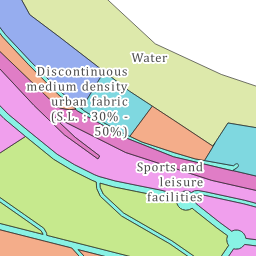 Water
Discontinuous
medium density
urban fabric
(S.L. : 30% -
50%)
Sports and
leisure
facilities